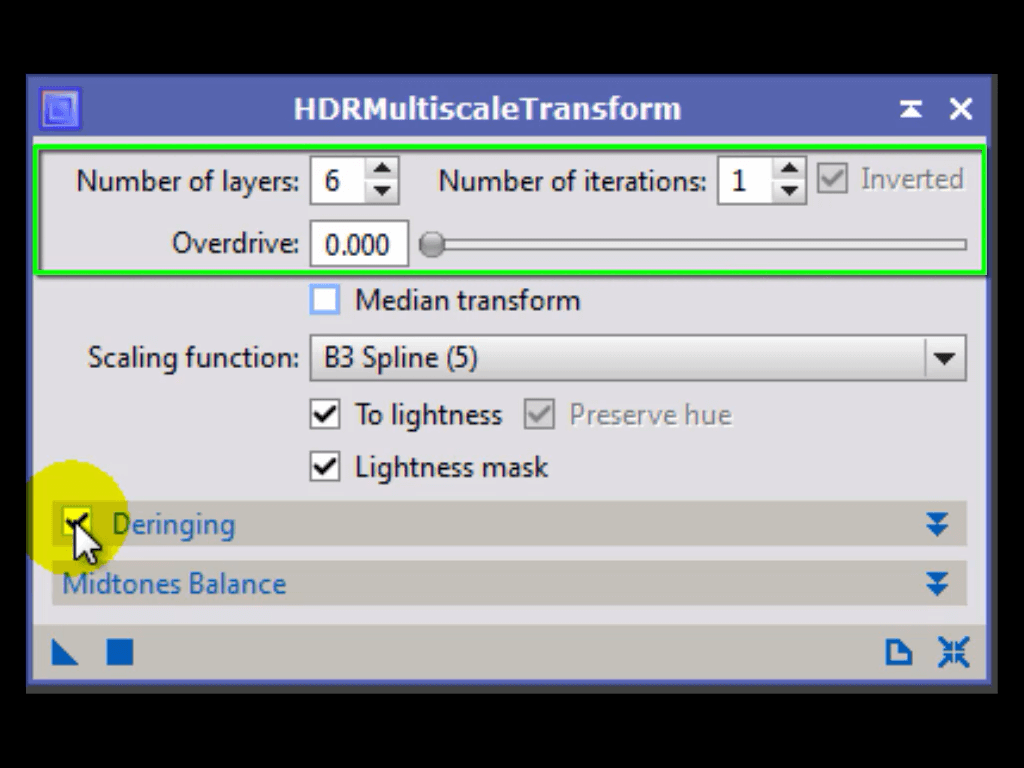 HDRMultiscaleTransform
Number of layers: 6 Number of iterations: 1 Inverted
Overdrive: 0.000
Median transform
Scaling function: B3 Spline (5)
To lightness Preserve hue
Lightness mask
Deringing
Midtones Balance